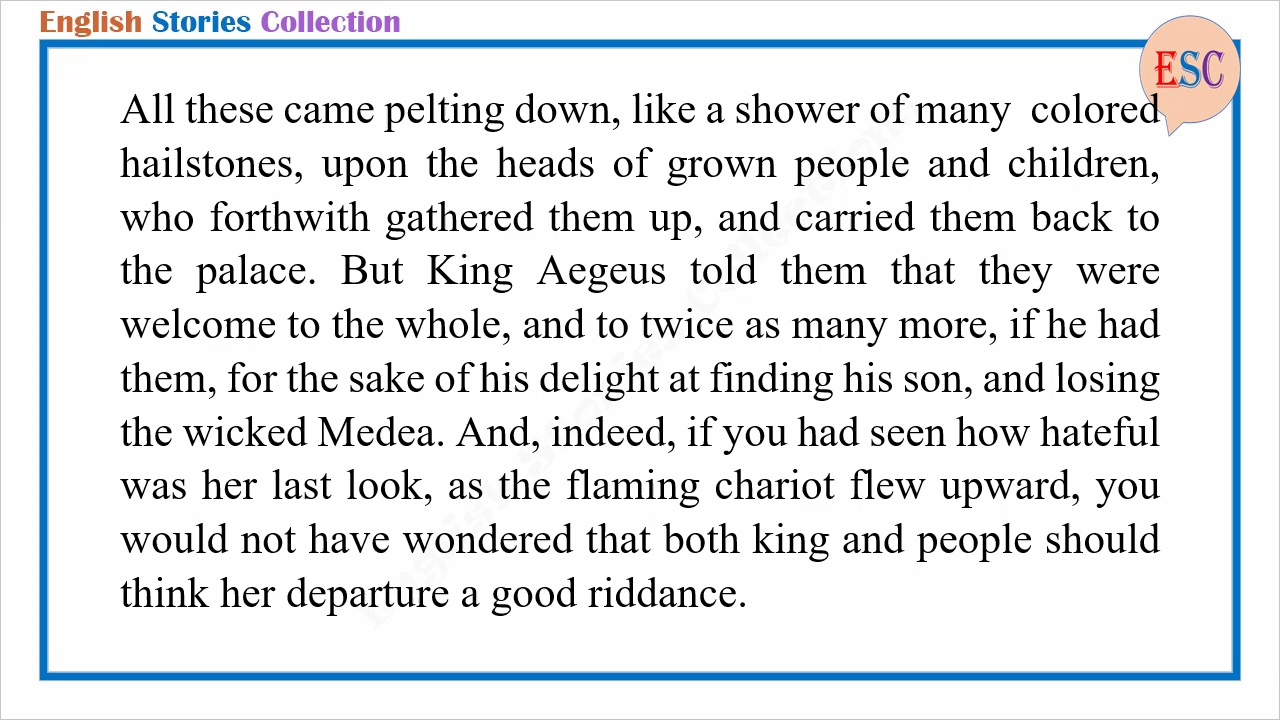 English Stories Collection
ESC
All these came pelting down, like a shower of many colored
hailstones, upon the heads of grown people and children,
who forthwith gathered them up, and carried them back to
the palace. But King Aegeus told them that they were
welcome to the whole, and to twice as many more, if he had
them, for the sake of his delight at finding his son, and losing
the wicked Medea. And, indeed, if you had seen how hateful
was her last look, as the flaming chariot flew upward, you
would not have wondered that both king and people should
think her departure a good riddance.
English Stories Collection